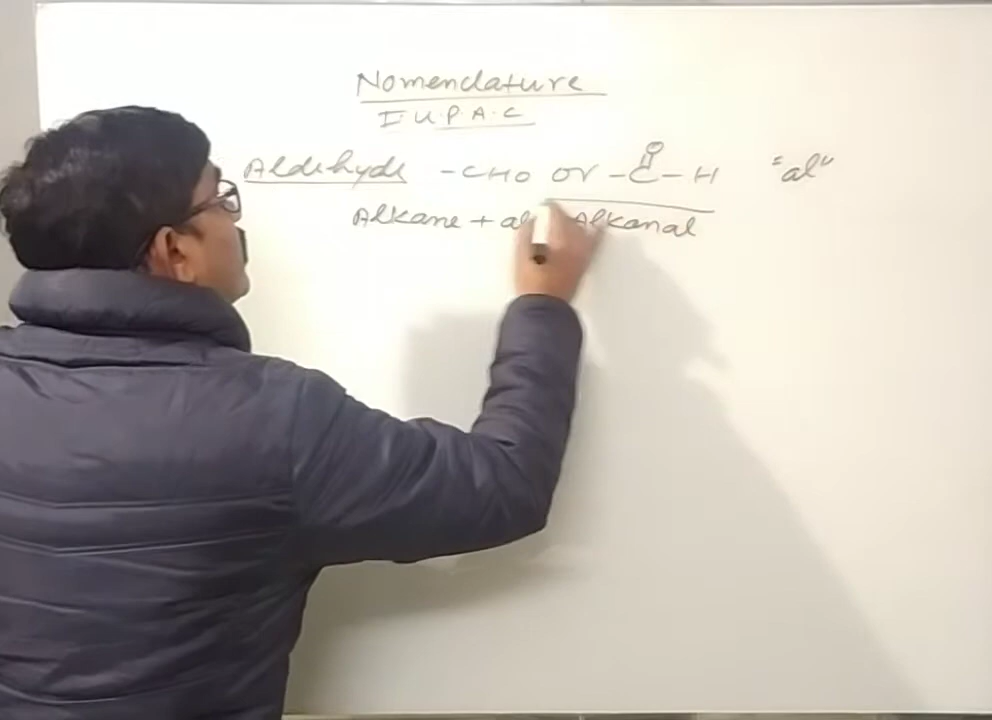 Nomenclature
I.U.P.A.C
Aldehyde -CHO or -C-H "al"
O
Alkane + al Alkanal